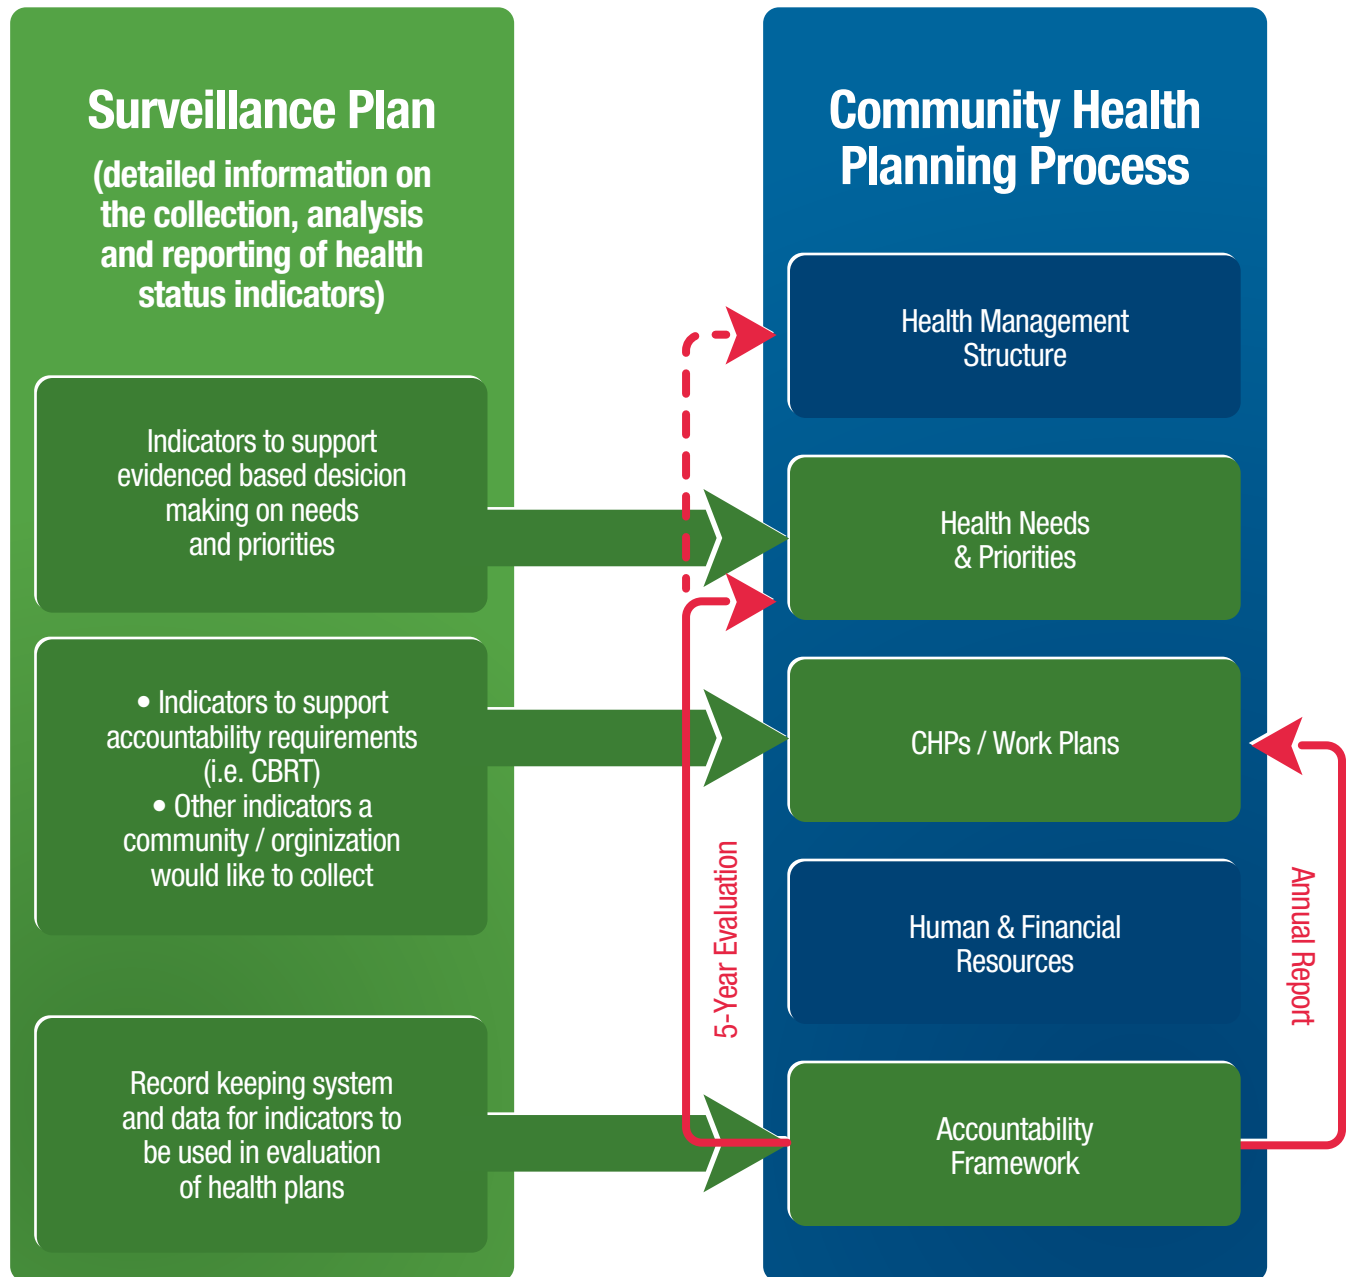 Surveillance Plan
(detailed information on
the collection, analysis
and reporting of health
status indicators)
Indicators to support
evidenced based desicion
making on needs
and priorities
• Indicators to support
accountability requirements
(i.e. CBRT)
• Other indicators a
community / orginization
would like to collect
Record keeping system
and data for indicators to
be used in evaluation
of health plans
5-Year Evaluation
Community Health
Planning Process
Health Management
Structure
Health Needs
& Priorities
CHPs / Work Plans
Human & Financial
Resources
Accountability
Framework
Annual Report